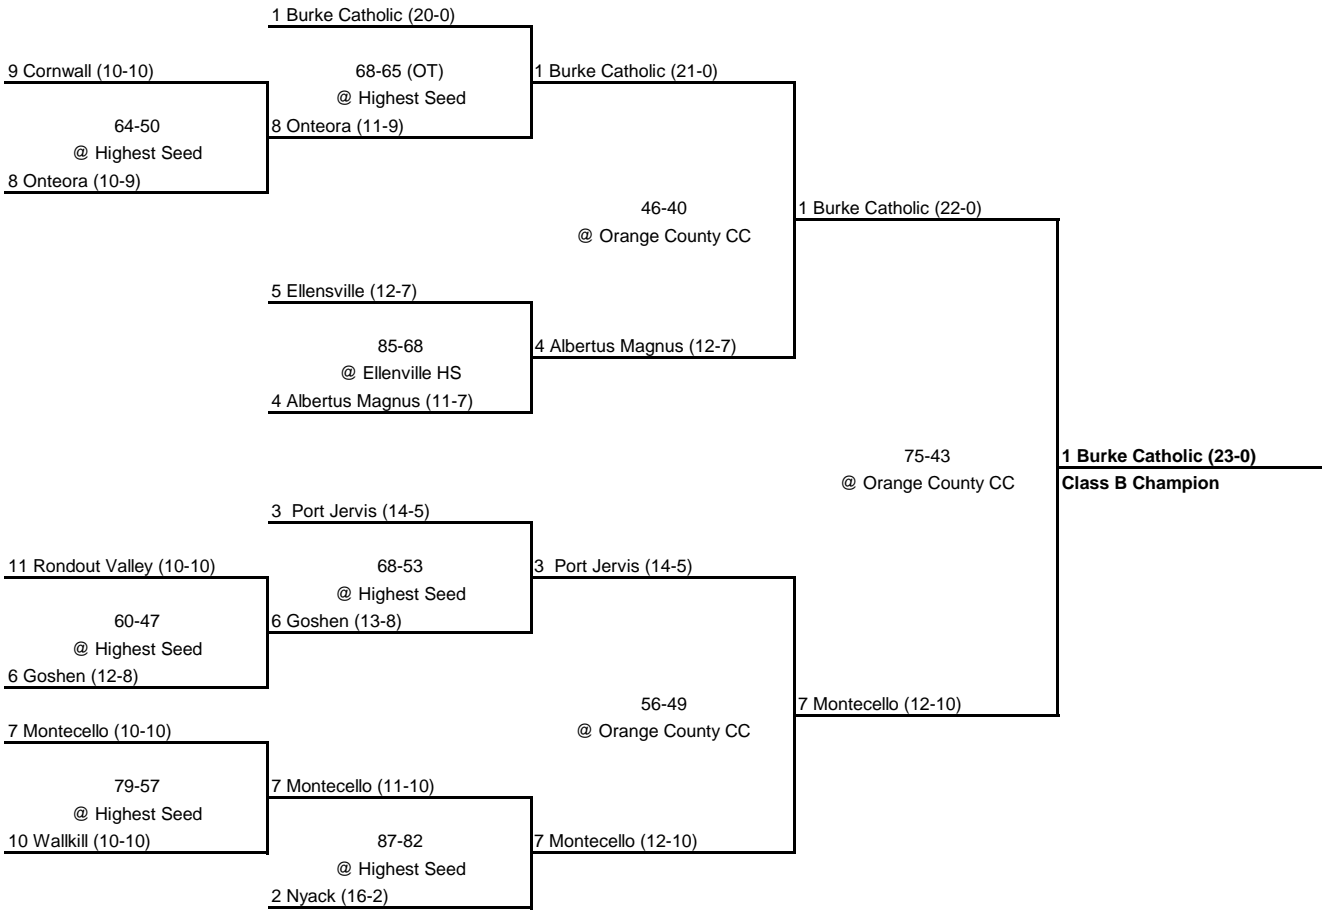 1 Burke Catholic (20-0)
9 Cornwall (10-10)
68-65 (OT)
1 Burke Catholic (21-0)
@ Highest Seed
64-50
8 Onteora (11-9)
@ Highest Seed
8 Onteora (10-9)
46-40
1 Burke Catholic (22-0)
@ Orange County CC
5 Ellensville (12-7)
85-68
4 Albertus Magnus (12-7)
@ Ellenville HS
4 Albertus Magnus (11-7)
75-43
1 Burke Catholic (23-0)
@ Orange County CC
Class B Champion
3  Port Jervis (14-5)
11 Rondout Valley (10-10)
68-53
3  Port Jervis (14-5)
@ Highest Seed
60-47
6 Goshen (13-8)
@ Highest Seed
6 Goshen (12-8)
56-49
7 Montecello (12-10)
7 Montecello (10-10)
@ Orange County CC
79-57
7 Montecello (11-10)
@ Highest Seed
10 Wallkill (10-10)
87-82
7 Montecello (12-10)
@ Highest Seed
2 Nyack (16-2)